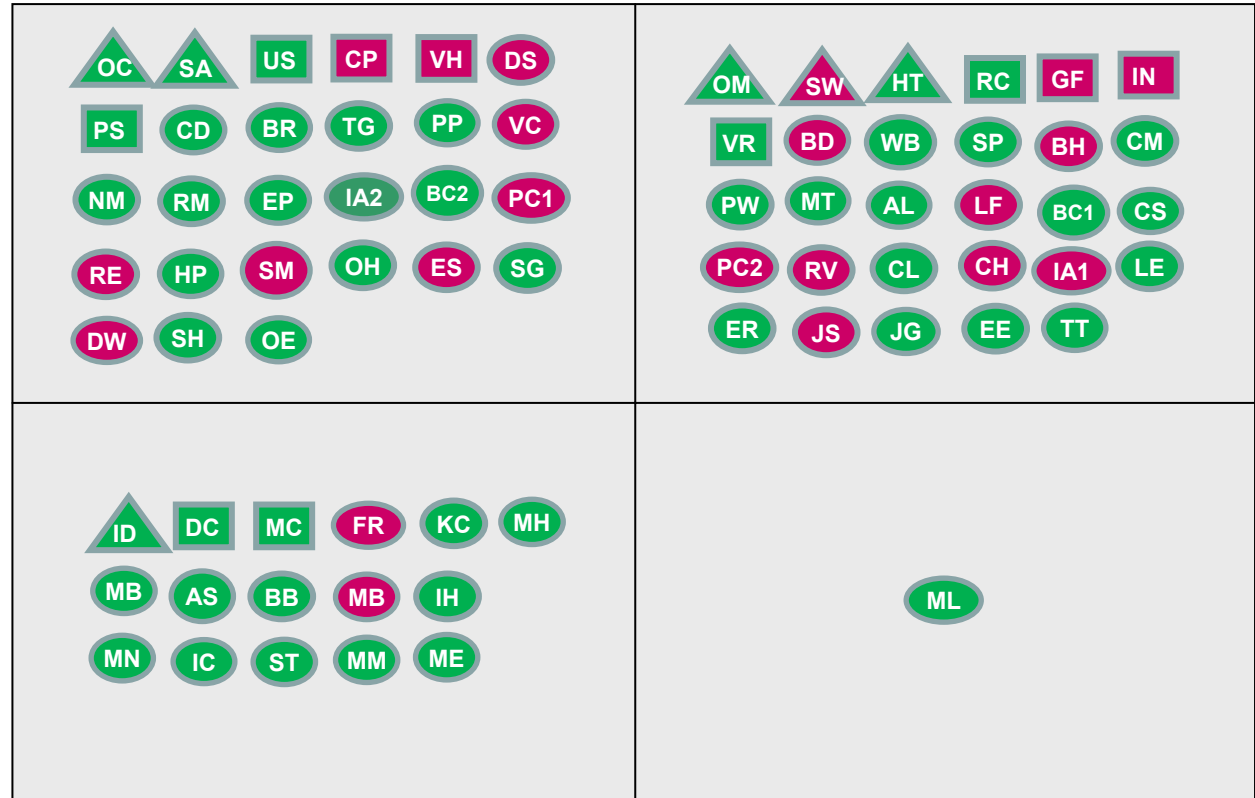 OC SA US CP VH DS
PS CD BR TG PP VC
NM RM EP IA2 BC2 PC1
RE HP SM OH ES SG
DW SH OE
OM SW HT RC GF IN
VR BD WB SP BH CM
PW MT AL LF BC1 CS
PC2 RV CL CH IA1 LE
ER JS JG EE TT
ID DC MC FR KC MH
MB AS BB MB IH
MN IC ST MM ME
ML